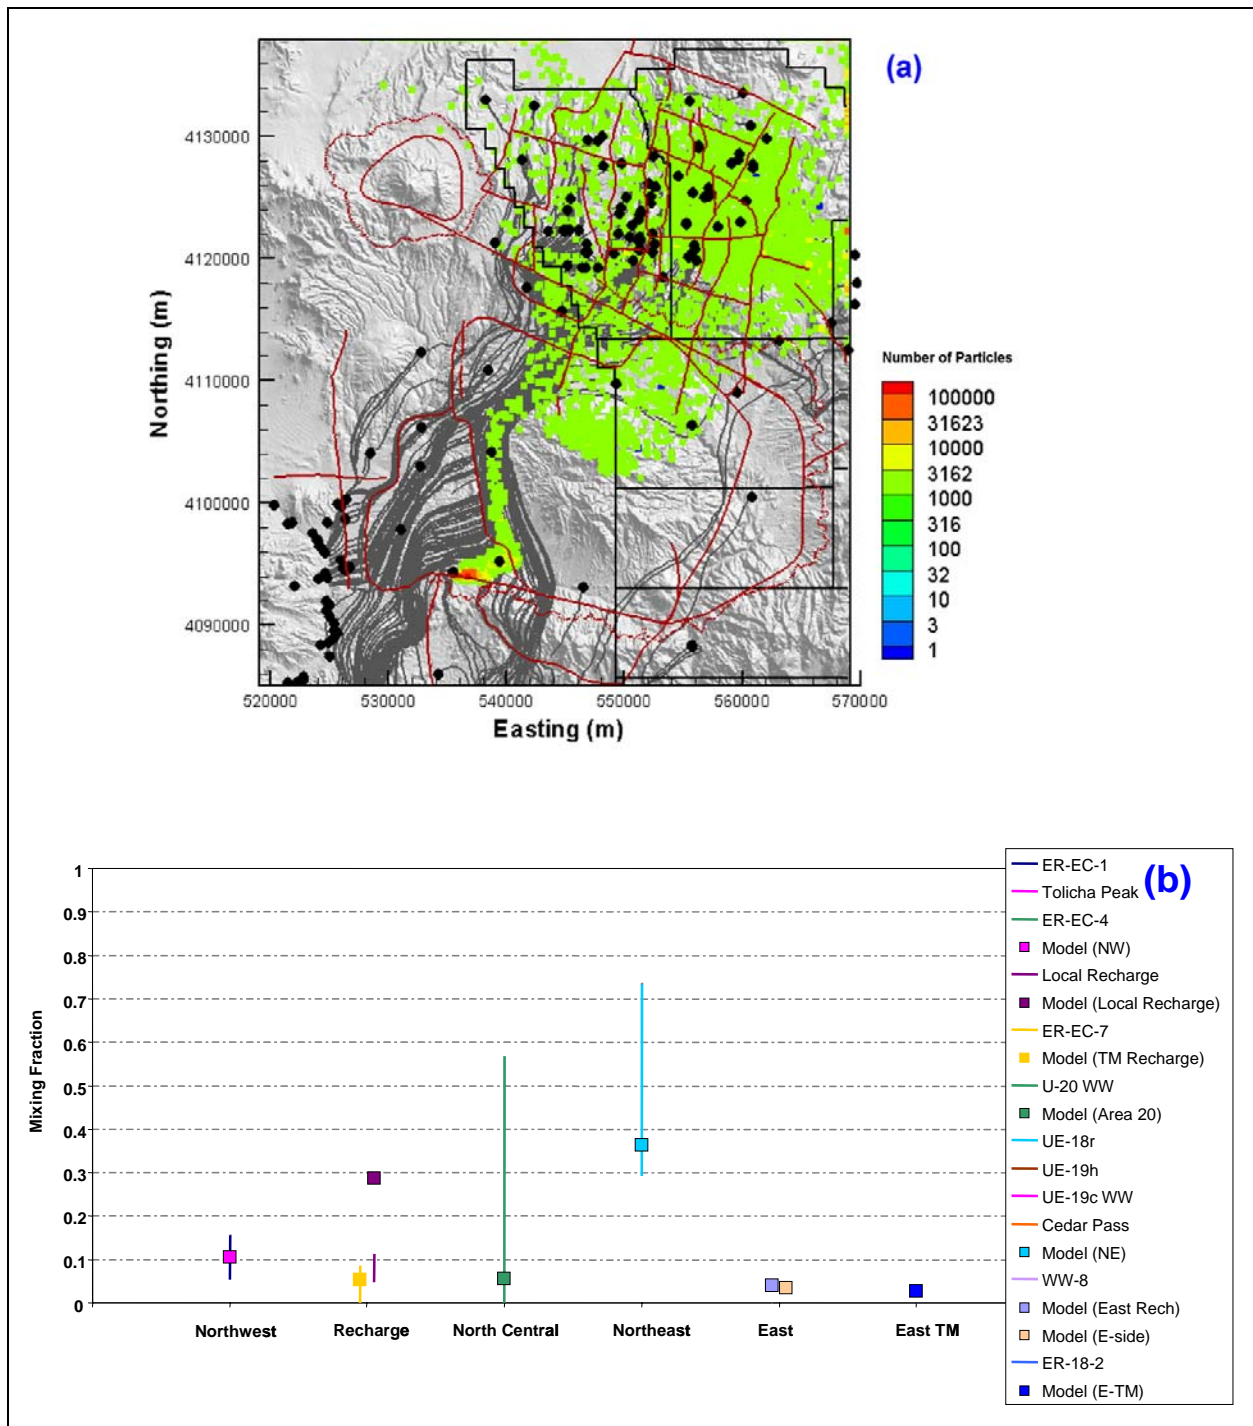 (a)
4130000
4120000
4110000
4100000
4090000
Northing (m)
520000 530000 540000 550000 560000 570000
Easting (m)
Number of Particles
100000
31623
10000
3162
1000
316
100
32
10
3
1
(b)
1
0.9
0.8
0.7
0.6
0.5
0.4
0.3
0.2
0.1
0
Mixing Fraction
Northwest Recharge North Central Northeast East East TM
ER-EC-1
Tolicha Peak
ER-EC-4
Model (NW)
Local Recharge
Model (Local Recharge)
ER-EC-7
Model (TM Recharge)
U-20 WW
Model (Area 20)
UE-18r
UE-19h
UE-19c WW
Cedar Pass
Model (NE)
WW-8
Model (East Rech)
Model (E-side)
ER-18-2
Model (E-TM)